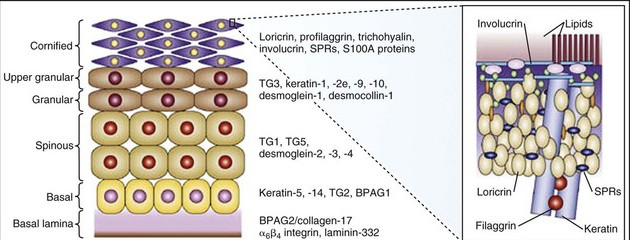 Cornified
Loricrin, profilaggrin, trichohyalin,
involucrin, SPRs, S100A proteins
Upper granular
Granular
TG3, keratin-1, -2e, -9, -10,
desmoglein-1, desmocollin-1
Spinous
TG1, TG5,
desmoglein-2, -3, -4
Basal
Keratin-5, -14, TG2, BPAG1
Basal lamina
BPAG2/collagen-17
α6β4 integrin, laminin-332
Involucrin
Lipids
Loricrin
SPRs
Filaggrin
Keratin